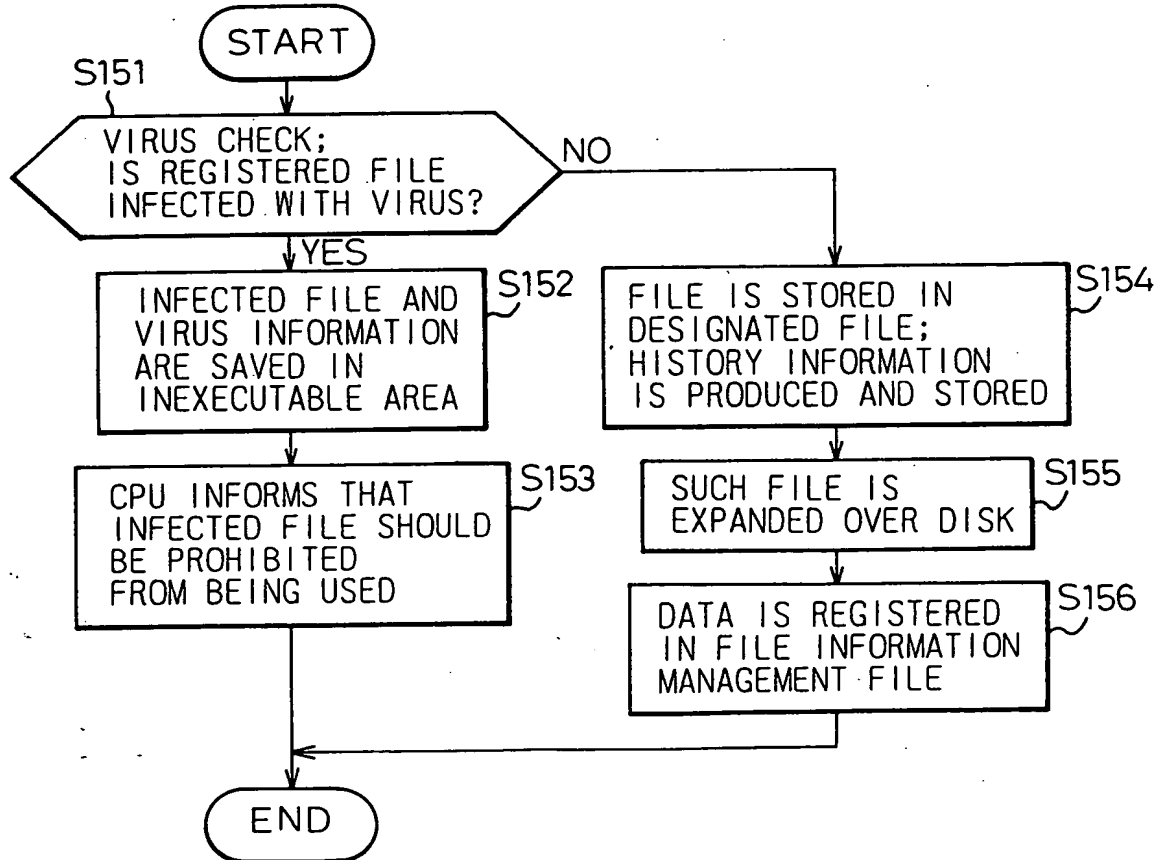 START
S151
VIRUS CHECK;
IS REGISTERED FILE
INFECTED WITH VIRUS?
NO
YES
S152
INFECTED FILE AND
VIRUS INFORMATION
ARE SAVED IN
INEXECUTABLE AREA
S153
CPU INFORMS THAT
INFECTED FILE SHOULD
BE PROHIBITED
FROM BEING USED
S154
FILE IS STORED IN
DESIGNATED FILE;
HISTORY INFORMATION
IS PRODUCED AND STORED
S155
SUCH FILE IS
EXPANDED OVER DISK
S156
DATA IS REGISTERED
IN FILE INFORMATION
MANAGEMENT FILE
END